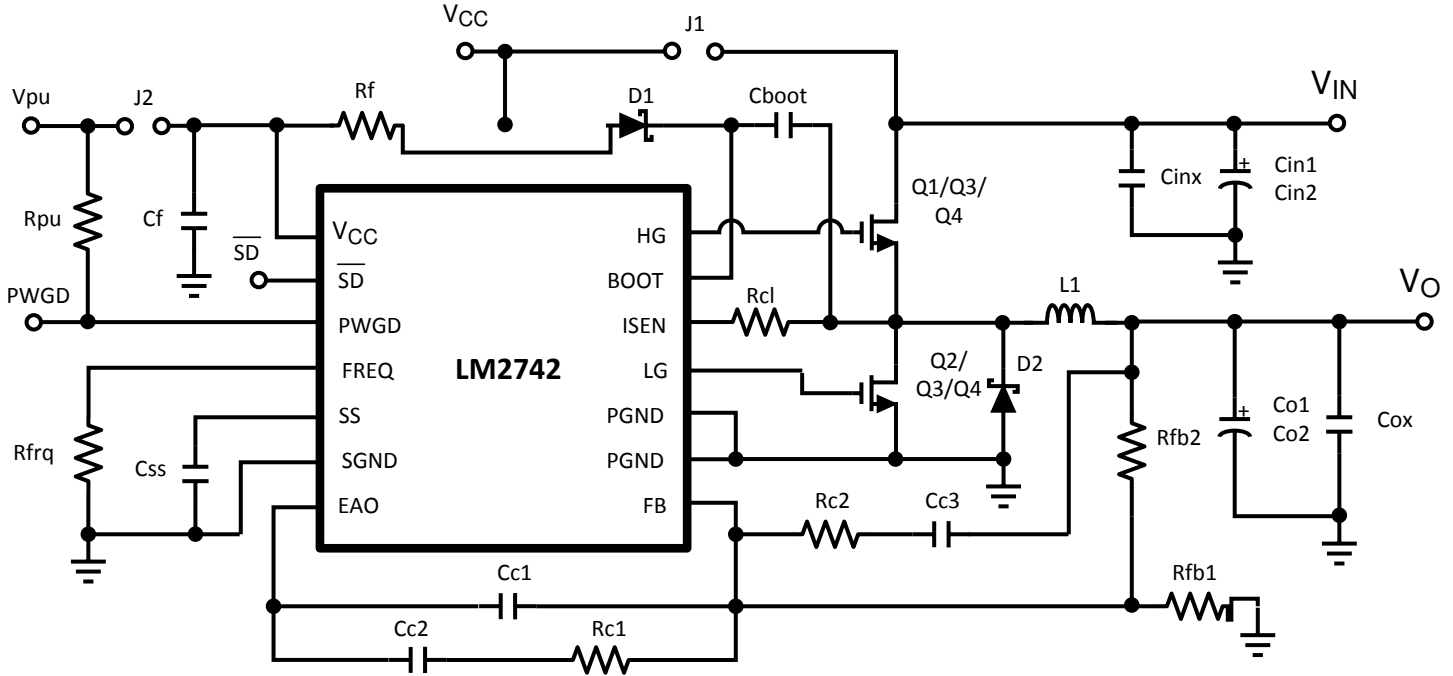 VCC
J1
Vpu
J2
Rf
D1
Cboot
VIN
Rpu
Cf
Q1/Q3/
Q4
Cinx
+
Cin1
Cin2
VCC
HG
SD
SD
BOOT
L1
VO
PWGD
PWGD
ISEN
Rcl
FREQ
LM2742
LG
Q2/
Q3/Q4
D2
SS
PGND
+
Co1
Co2
Cox
Rfrq
Css
SGND
PGND
Rfb2
EAO
FB
Rc2
Cc3
Cc1
Rfb1
Cc2
Rc1